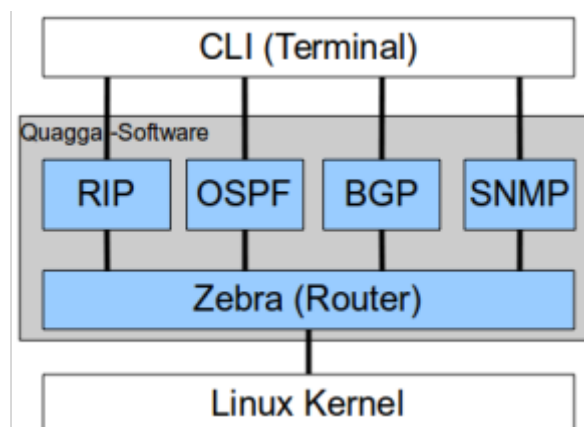 CLI (Terminal)
Quagga-Software
RIP OSPF BGP SNMP
Zebra (Router)
Linux Kernel